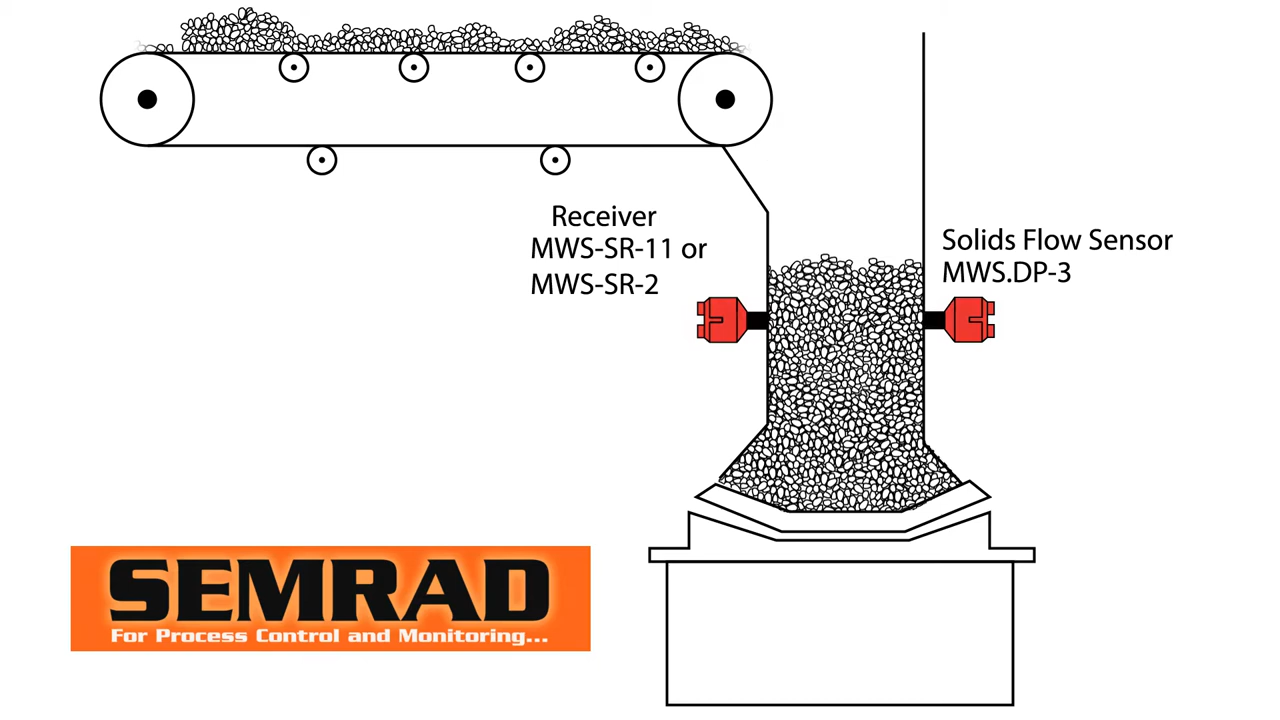 Receiver
MWS-SR-11 or
MWS-SR-2
Solids Flow Sensor
MWS.DP-3
SEMRAD
For Process Control and Monitoring...